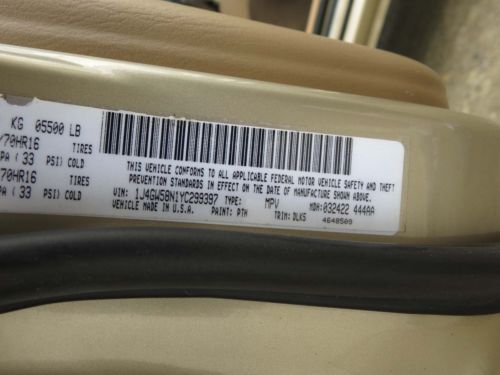 KG 05500 LB
/70HR16 TIRES
PA ( 33 PSI) COLD
70HR16 TIRES
PA ( 33 PSI) COLD
THIS VEHICLE CONFORMS TO ALL APPLICABLE FEDERAL MOTOR VEHICLE SAFETY AND THEFT
PREVENTION STANDARDS IN EFFECT ON THE DATE OF MANUFACTURE SHOWN ABOVE.
VIN: 1J4GW58N1YC299397 TYPE: MPV MDH: 032422 444AA
VEHICLE MADE IN U.S.A. PAINT: PTK TRIM: DLK5 4648509